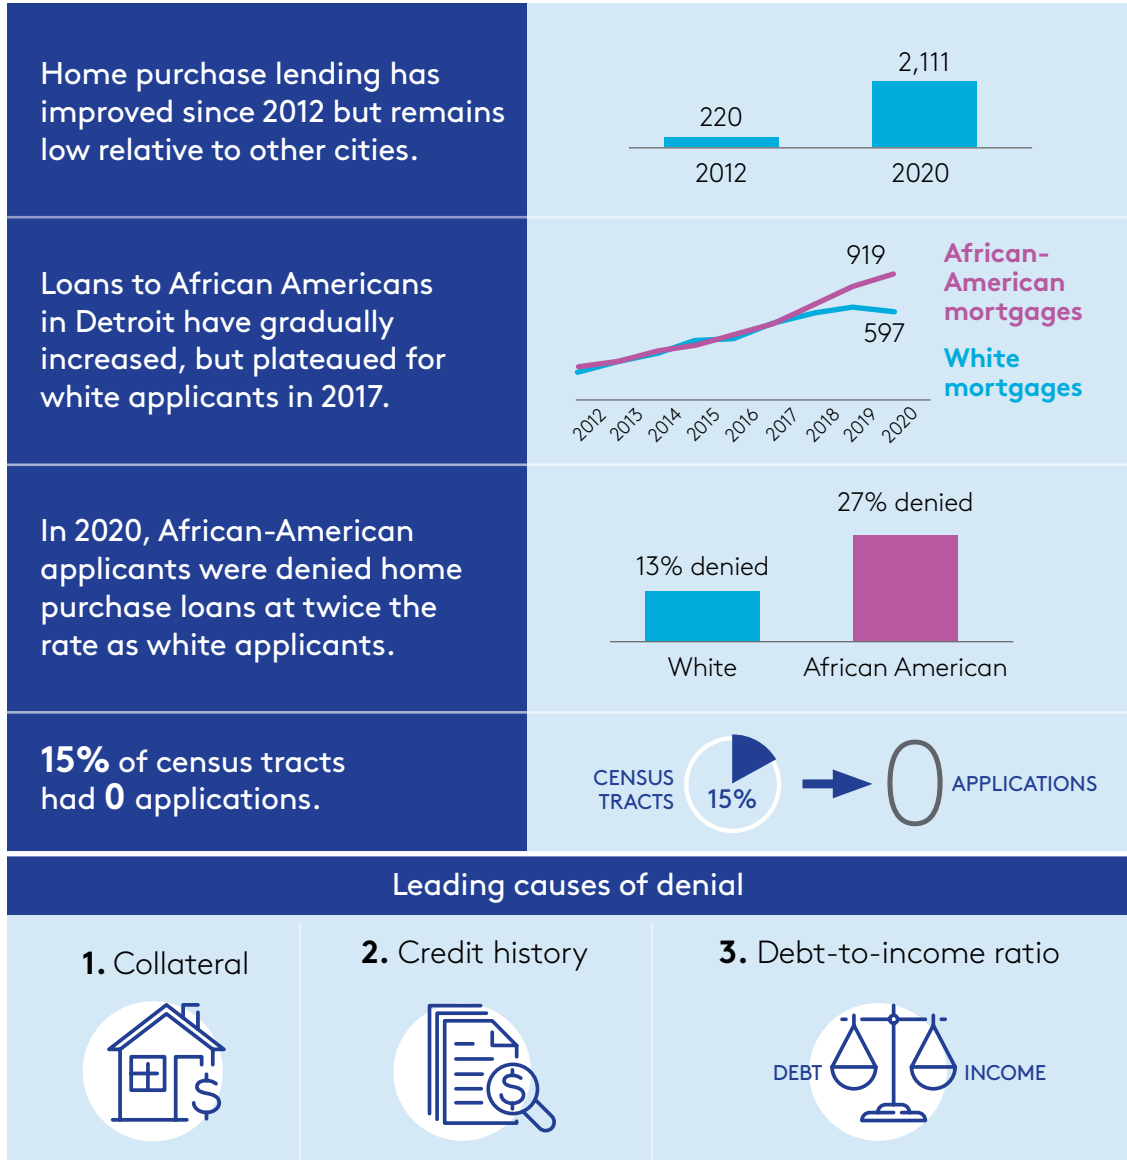 Home purchase lending has
improved since 2012 but remains
low relative to other cities.
2,111
220
2012
2020
Loans to African Americans
in Detroit have gradually
increased, but plateaued for
white applicants in 2017.
919
597
African-
American
mortgages
White
mortgages
2012
2013
2014
2015
2016
2017
2018
2019
2020
In 2020, African-American
applicants were denied home
purchase loans at twice the
rate as white applicants.
27% denied
13% denied
White
African American
15% of census tracts
had 0 applications.
CENSUS
TRACTS
15%
0
APPLICATIONS
Leading causes of denial
1. Collateral
$
2. Credit history
$
3. Debt-to-income ratio
DEBT
INCOME